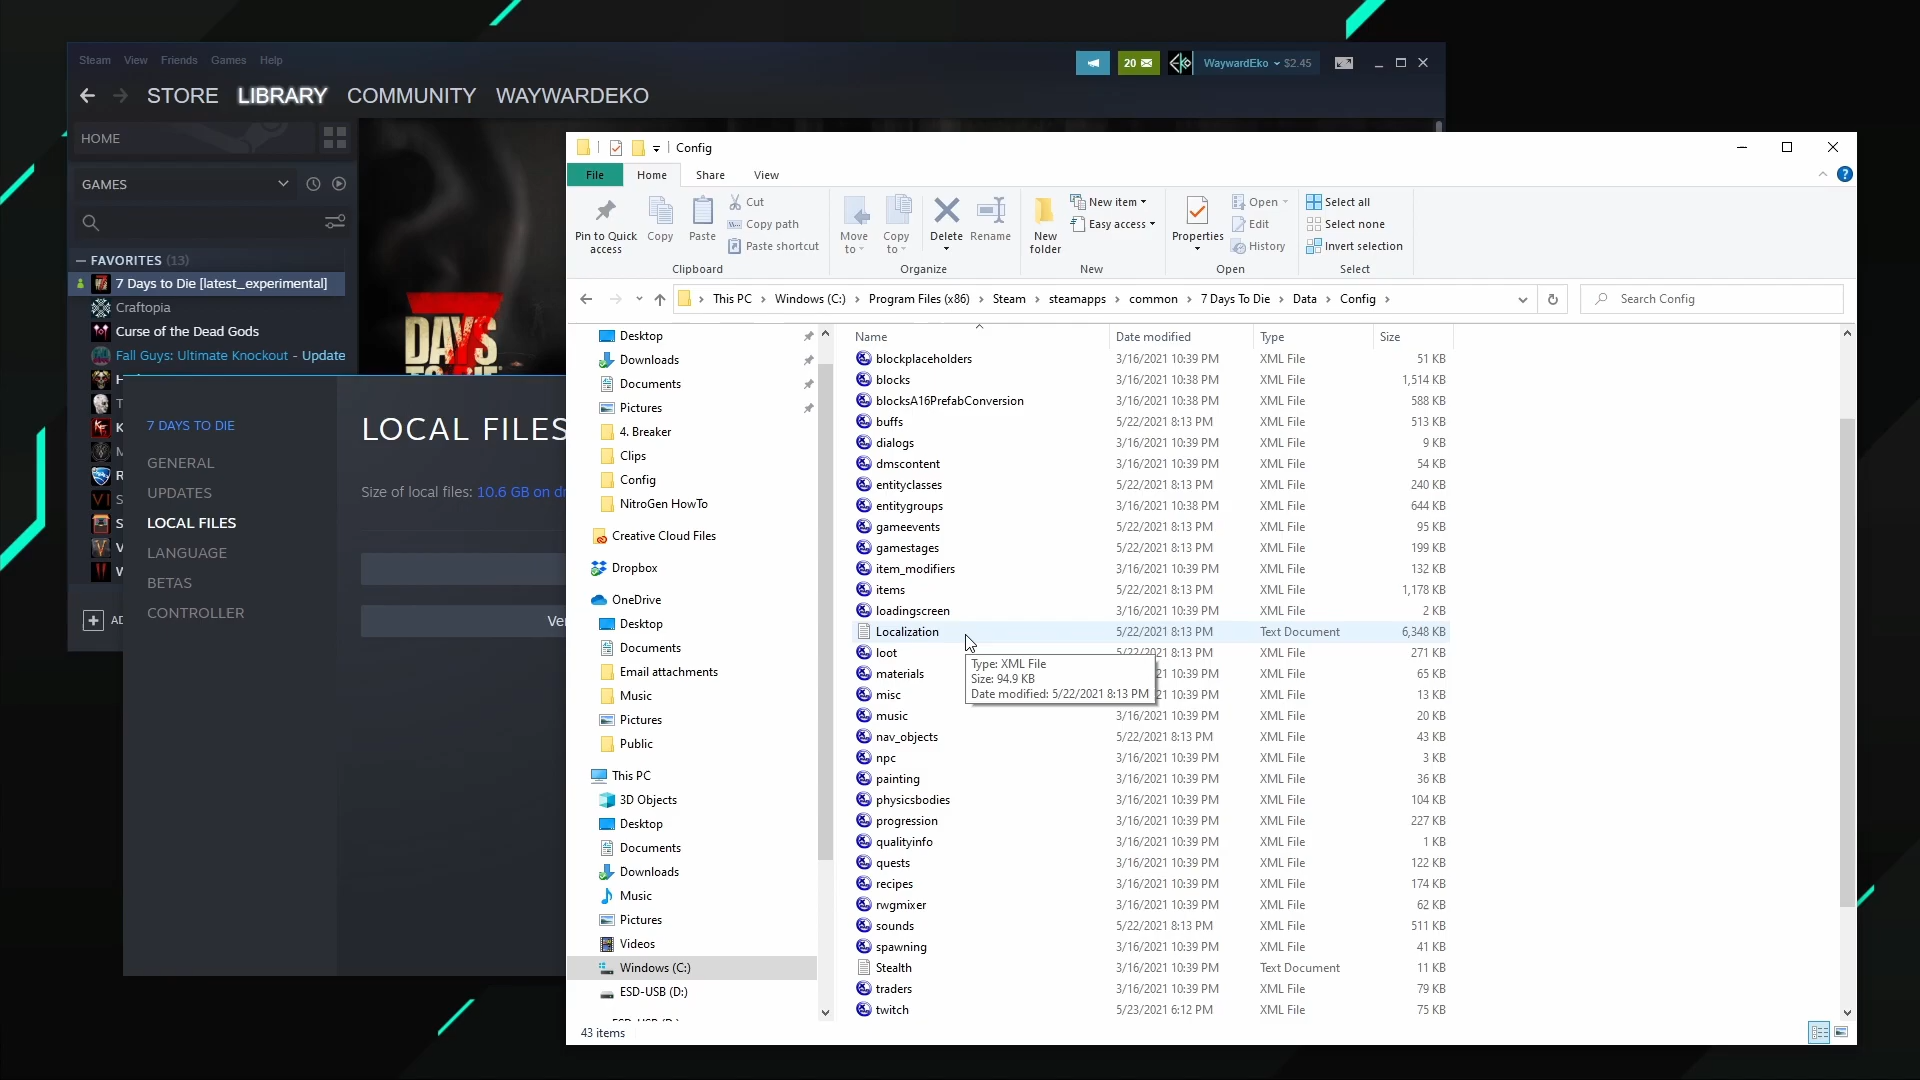 Steam View Friends Games Help
20 WaywardEko $2.45
STORE LIBRARY COMMUNITY WAYWARDEKO
HOME
GAMES
FAVORITES (13)
7 Days to Die [latest_experimental]
Craftopia
Curse of the Dead Gods
Fall Guys: Ultimate Knockout - Update
H
T
K
M
R
S
S
V
W
AD
7 DAYS TO DIE
7 DAYS TO DIE
GENERAL
UPDATES
LOCAL FILES
LANGUAGE
BETAS
CONTROLLER
LOCAL FILES
Size of local files: 10.6 GB on
Ver
Config
File Home Share View
Pin to Quick access
Copy
Paste
Cut
Copy path
Paste shortcut
Clipboard
Move to
Copy to
Delete
Rename
Organize
New folder
New item
Easy access
New
Properties
Open
Edit
History
Open
Select all
Select none
Invert selection
Select
This PC Windows (C:) Program Files (x86) Steam steamapps common 7 Days To Die Data Config
Search Config
Desktop
Downloads
Documents
Pictures
4. Breaker
Clips
Config
NitroGen HowTo
Creative Cloud Files
Dropbox
OneDrive
Desktop
Documents
Email attachments
Music
Pictures
Public
This PC
3D Objects
Desktop
Documents
Downloads
Music
Pictures
Videos
Windows (C:)
ESD-USB (D:)
ESD-USB (D:)
Name Date modified Type Size
blockplaceholders 3/16/2021 10:39 PM XML File 51 KB
blocks 3/16/2021 10:38 PM XML File 1,514 KB
blocksA16PrefabConversion 3/16/2021 10:38 PM XML File 588 KB
buffs 5/22/2021 8:13 PM XML File 513 KB
dialogs 3/16/2021 10:39 PM XML File 9 KB
dmscontent 3/16/2021 10:39 PM XML File 54 KB
entityclasses 5/22/2021 8:13 PM XML File 240 KB
entitygroups 3/16/2021 10:38 PM XML File 644 KB
gameevents 5/22/2021 8:13 PM XML File 95 KB
gamestages 5/22/2021 8:13 PM XML File 199 KB
item_modifiers 3/16/2021 10:39 PM XML File 132 KB
items 5/22/2021 8:13 PM XML File 1,178 KB
loadingscreen 3/16/2021 10:39 PM XML File 2 KB
Localization 5/22/2021 8:13 PM Text Document 6,348 KB
loot 5/22/2021 8:13 PM XML File 271 KB
materials 21 10:39 PM XML File 65 KB
misc 21 10:39 PM XML File 13 KB
Type: XML File
Size: 94.9 KB
Date modified: 5/22/2021 8:13 PM
music 3/16/2021 10:39 PM XML File 20 KB
nav_objects 5/22/2021 8:13 PM XML File 43 KB
npc 3/16/2021 10:39 PM XML File 3 KB
painting 3/16/2021 10:39 PM XML File 36 KB
physicsbodies 3/16/2021 10:39 PM XML File 104 KB
progression 3/16/2021 10:39 PM XML File 227 KB
qualityinfo 3/16/2021 10:39 PM XML File 1 KB
quests 3/16/2021 10:39 PM XML File 122 KB
recipes 3/16/2021 10:39 PM XML File 174 KB
rwgmixer 3/16/2021 10:39 PM XML File 62 KB
sounds 5/22/2021 8:13 PM XML File 511 KB
spawning 3/16/2021 10:39 PM XML File 41 KB
Stealth 3/16/2021 10:39 PM Text Document 11 KB
traders 3/16/2021 10:39 PM XML File 79 KB
twitch 5/23/2021 6:12 PM XML File 75 KB
43 items